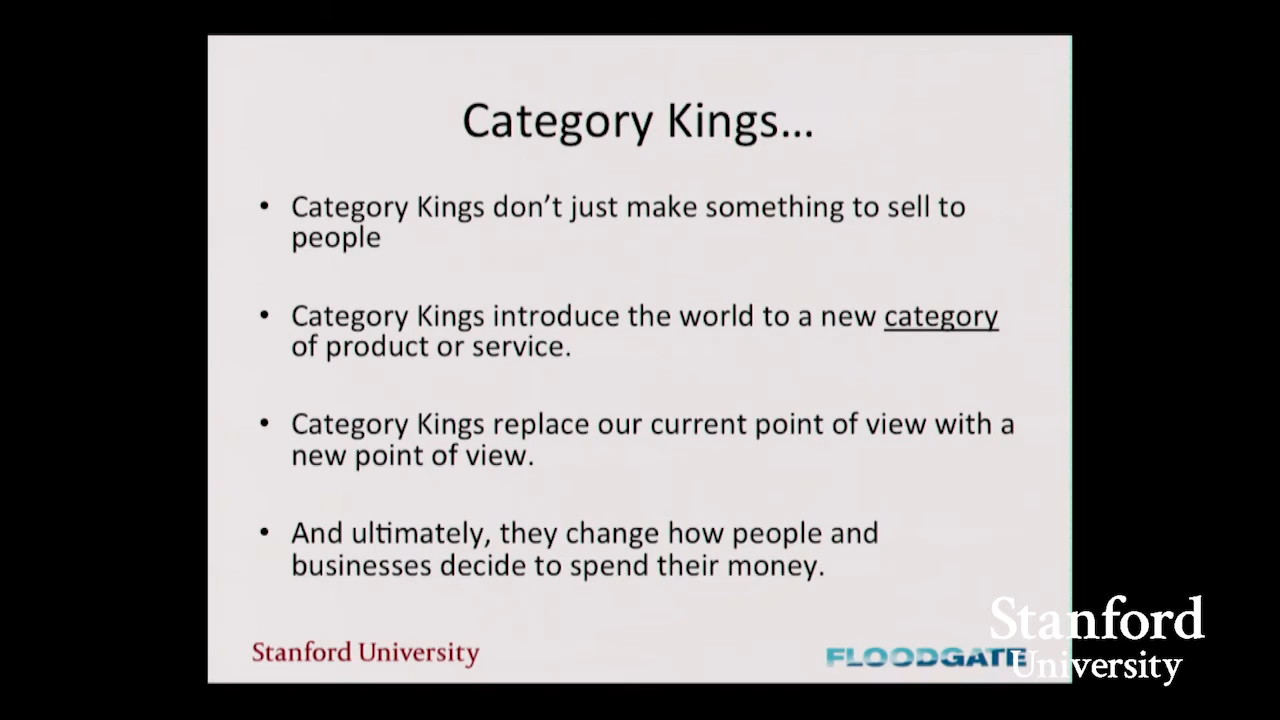 Category Kings…
• Category Kings don’t just make something to sell to
people
• Category Kings introduce the world to a new category
of product or service.
• Category Kings replace our current point of view with a
new point of view.
• And ultimately, they change how people and
businesses decide to spend their money.
Stanford University
FLOODGATE
Stanford
University